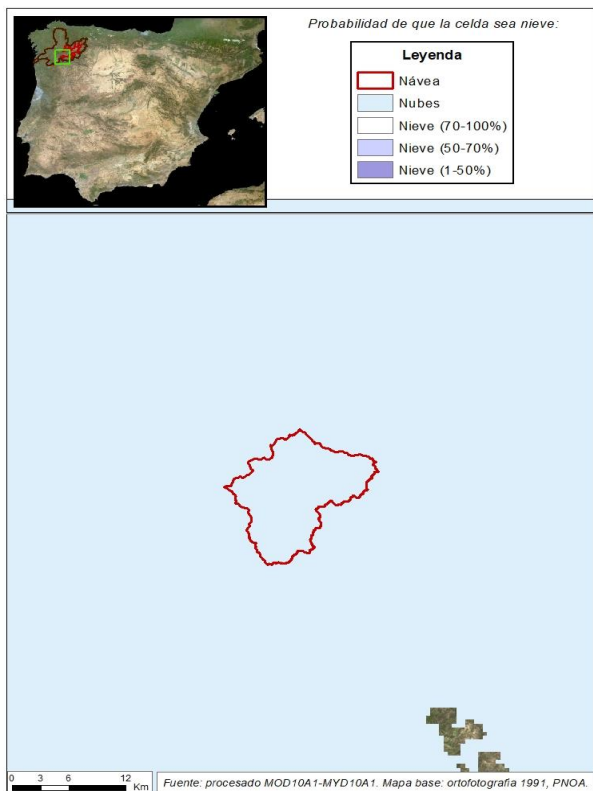 Probabilidad de que la celda sea nieve:
Leyenda
Návea
Nubes
Nieve (70-100%)
Nieve (50-70%)
Nieve (1-50%)
0 3 6 12
Km
Fuente: procesado MOD10A1-MYD10A1. Mapa base: ortofotografía 1991, PNOA.